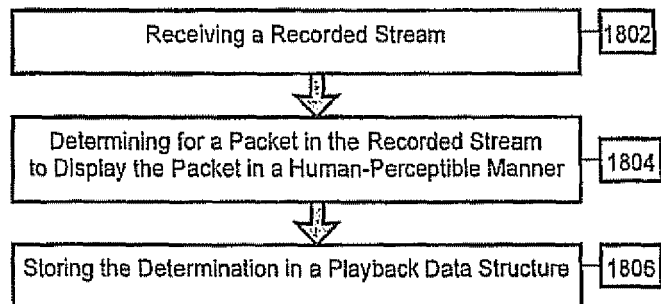 Receiving a Recorded Stream
1802
Determining for a Packet in the Recorded Stream
to Display the Packet in a Human-Perceptible Manner
1804
Storing the Determination in a Playback Data Structure
1806